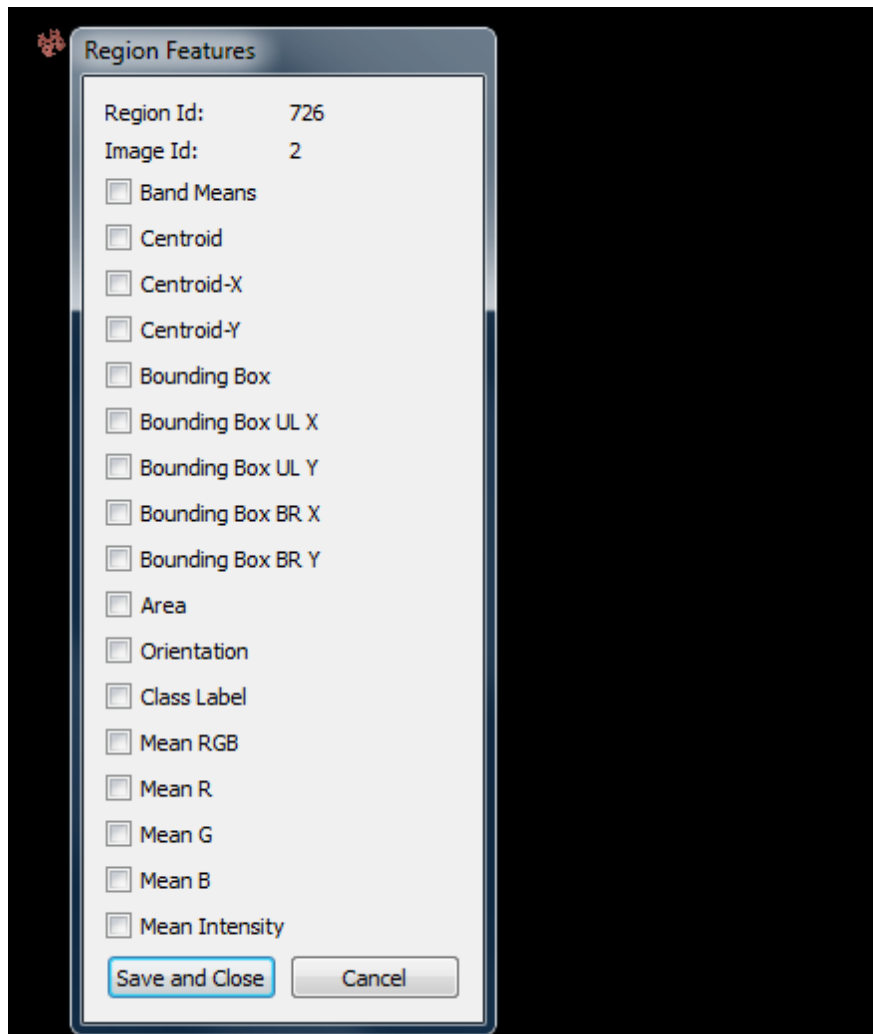 Region Features
Region Id: 726
Image Id: 2
Band Means
Centroid
Centroid-X
Centroid-Y
Bounding Box
Bounding Box UL X
Bounding Box UL Y
Bounding Box BR X
Bounding Box BR Y
Area
Orientation
Class Label
Mean RGB
Mean R
Mean G
Mean B
Mean Intensity
Save and Close Cancel